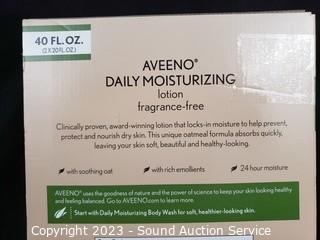 40 FL.OZ.
(2 X 20 FL.OZ.)
AVEENO®
DAILY MOISTURIZING
lotion
fragrance-free
Clinically proven, award-winning lotion that locks-in moisture to help prevent,
protect and nourish dry skin. This unique oatmeal formula absorbs quickly,
leaving your skin soft, beautiful and healthy-looking.
with soothing oat
with rich emollients
24 hour moisture
AVEENO® uses the goodness of nature and the power of science to keep your skin looking healthy
and feeling balanced. Go to AVEENO.com to learn more.
Start with Daily Moisturizing Body Wash for soft, healthier-looking skin.
Copyright 2023 - Sound Auction Service